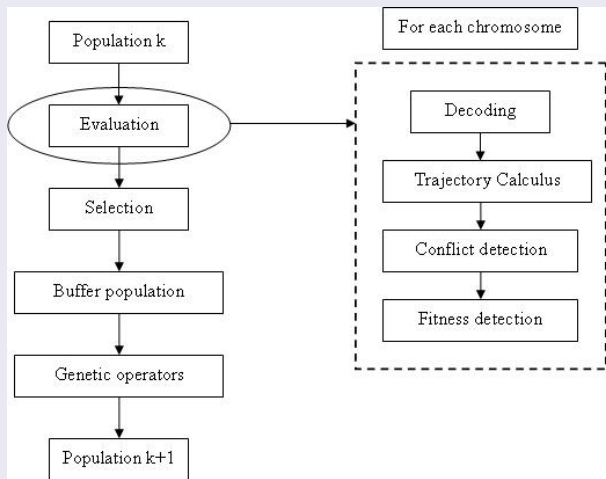 Population k
Evaluation
Selection
Buffer population
Genetic operators
Population k+1
For each chromosome
Decoding
Trajectory Calculus
Conflict detection
Fitness detection